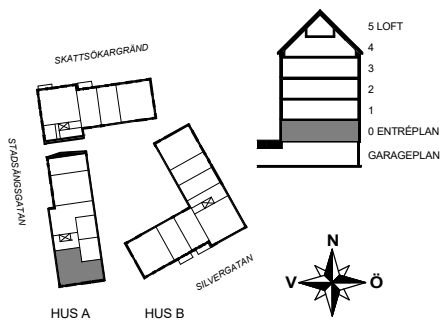 SKATTSÖKARGRÄND
STADSÄNGSGATAN
SILVERGATAN
HUS A
HUS B
5 LOFT
4
3
2
1
0 ENTRÉPLAN
GARAGEPLAN
N
V Ö
S